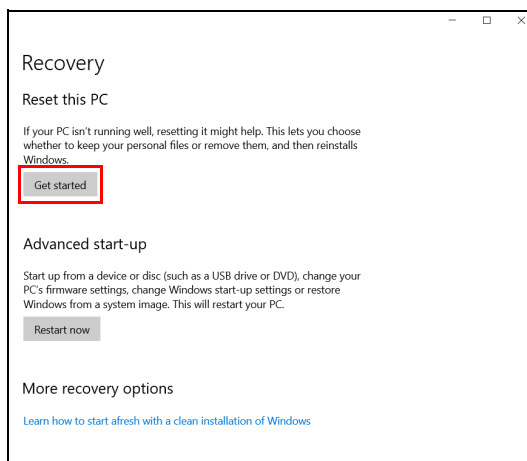 Recovery
Reset this PC
If your PC isn't running well, resetting it might help. This lets you choose
whether to keep your personal files or remove them, and then reinstalls
Windows.
Get started
Advanced start-up
Start up from a device or disc (such as a USB drive or DVD), change your
PC's firmware settings, change Windows start-up settings or restore
Windows from a system image. This will restart your PC.
Restart now
More recovery options
Learn how to start afresh with a clean installation of Windows